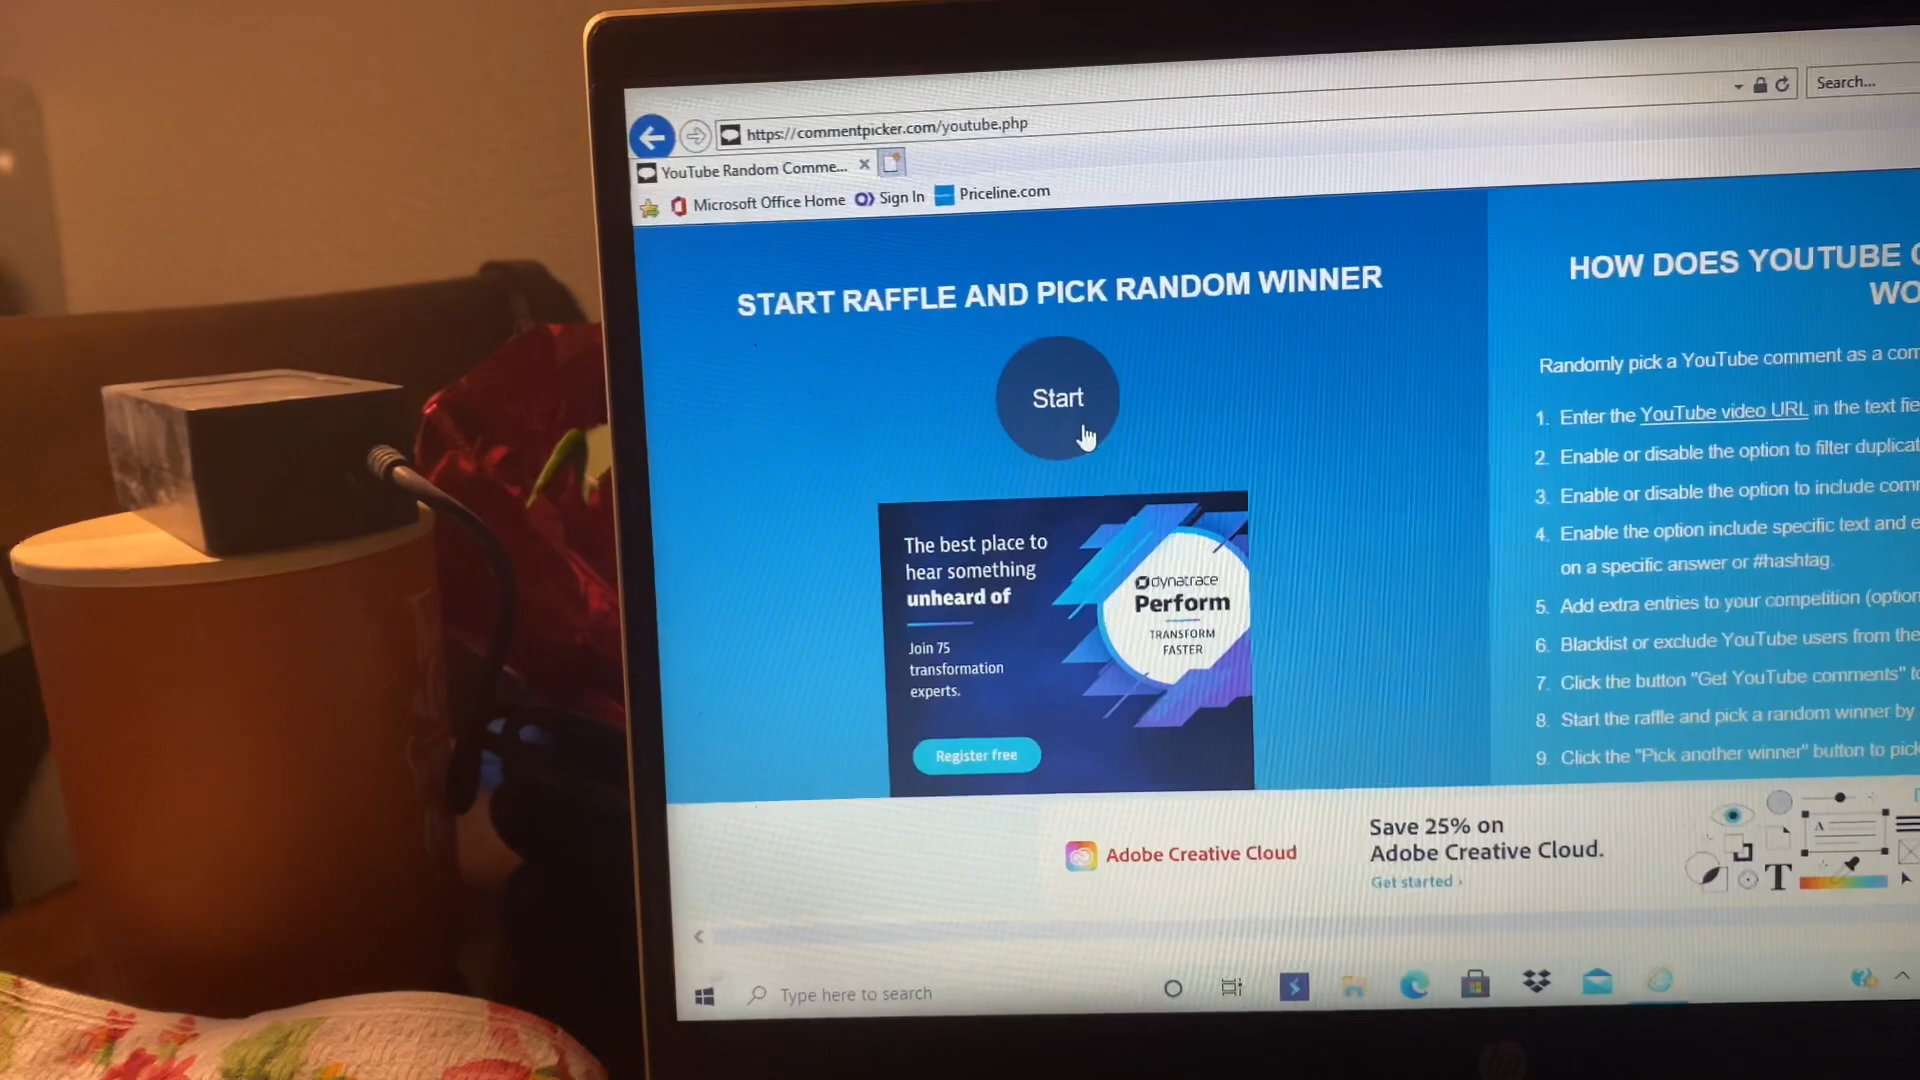 https://commentpicker.com/youtube.php
Search...
YouTube Random Comme...
Microsoft Office Home
Sign In
Priceline.com
START RAFFLE AND PICK RANDOM WINNER
Start
The best place to
hear something
unheard of
Join 75
transformation
experts.
Register free
dynatrace
Perform
TRANSFORM
FASTER
HOW DOES YOUTUBE C
WO
Randomly pick a YouTube comment as a com
1. Enter the YouTube video URL in the text fie
2. Enable or disable the option to filter duplicat
3. Enable or disable the option to include comm
4. Enable the option include specific text and e
on a specific answer or #hashtag.
5. Add extra entries to your competition (option
6. Blacklist or exclude YouTube users from the
7. Click the button "Get YouTube comments" to
8. Start the raffle and pick a random winner by
9. Click the "Pick another winner" button to pick
Adobe Creative Cloud
Save 25% on
Adobe Creative Cloud.
Get started ›
A
T
Type here to search